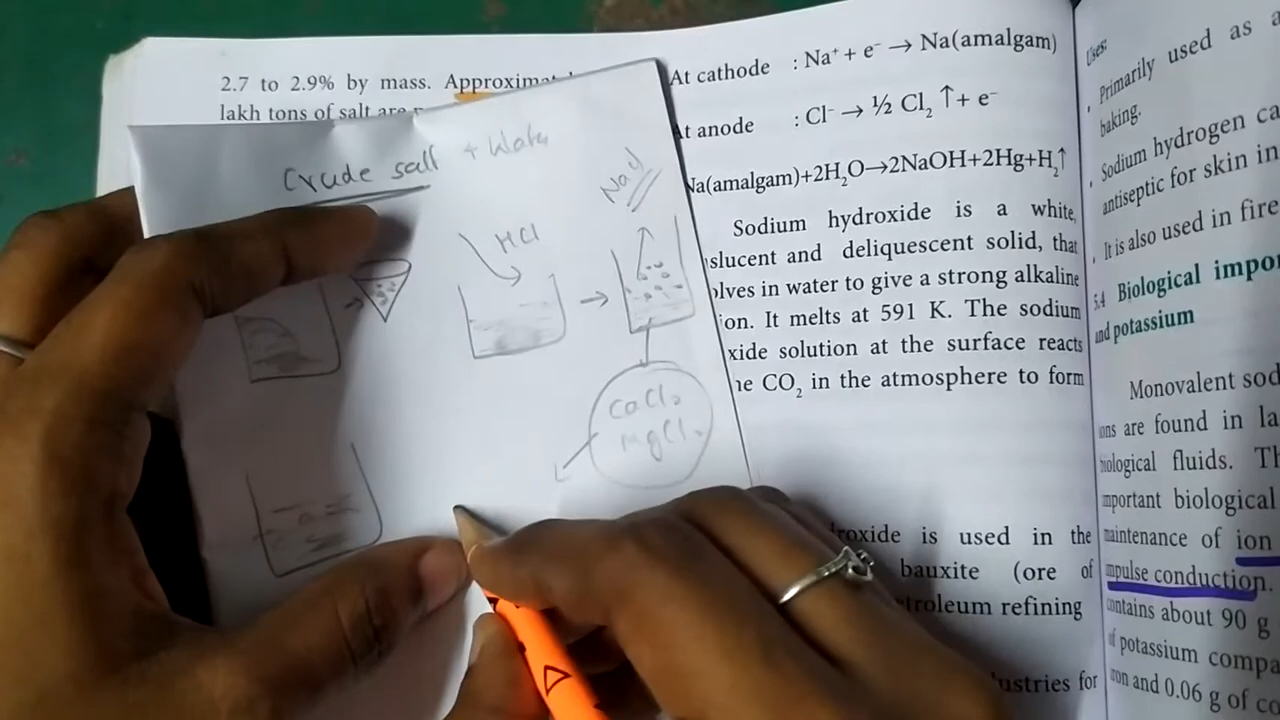 2.7 to 2.9% by mass.
lakh tons of salt are
Crude salt + Water
HCl
NaCl
CaCl₂
MgCl₂
At cathode : Na⁺ + e⁻ → Na(amalgam)
At anode : Cl⁻ → ½ Cl₂ ↑ + e⁻
Na(amalgam)+2H₂O→2NaOH+2Hg+H₂↑
Sodium hydroxide is a white,
slucent and deliquescent solid, that
olves in water to give a strong alkaline
ion. It melts at 591 K. The sodium
xide solution at the surface reacts
he CO₂ in the atmosphere to form
droxide is used in the
bauxite (ore of
troleum refining
ustries for
Uses:
• Primarily used as a
baking.
• Sodium hydrogen ca
antiseptic for skin in
• It is also used in fire
5.4 Biological impor
and potassium
Monovalent sod
ions are found in la
biological fluids. Th
important biological
maintenance of ion
impulse conduction.
contains about 90 g
of potassium compa
iron and 0.06 g of co